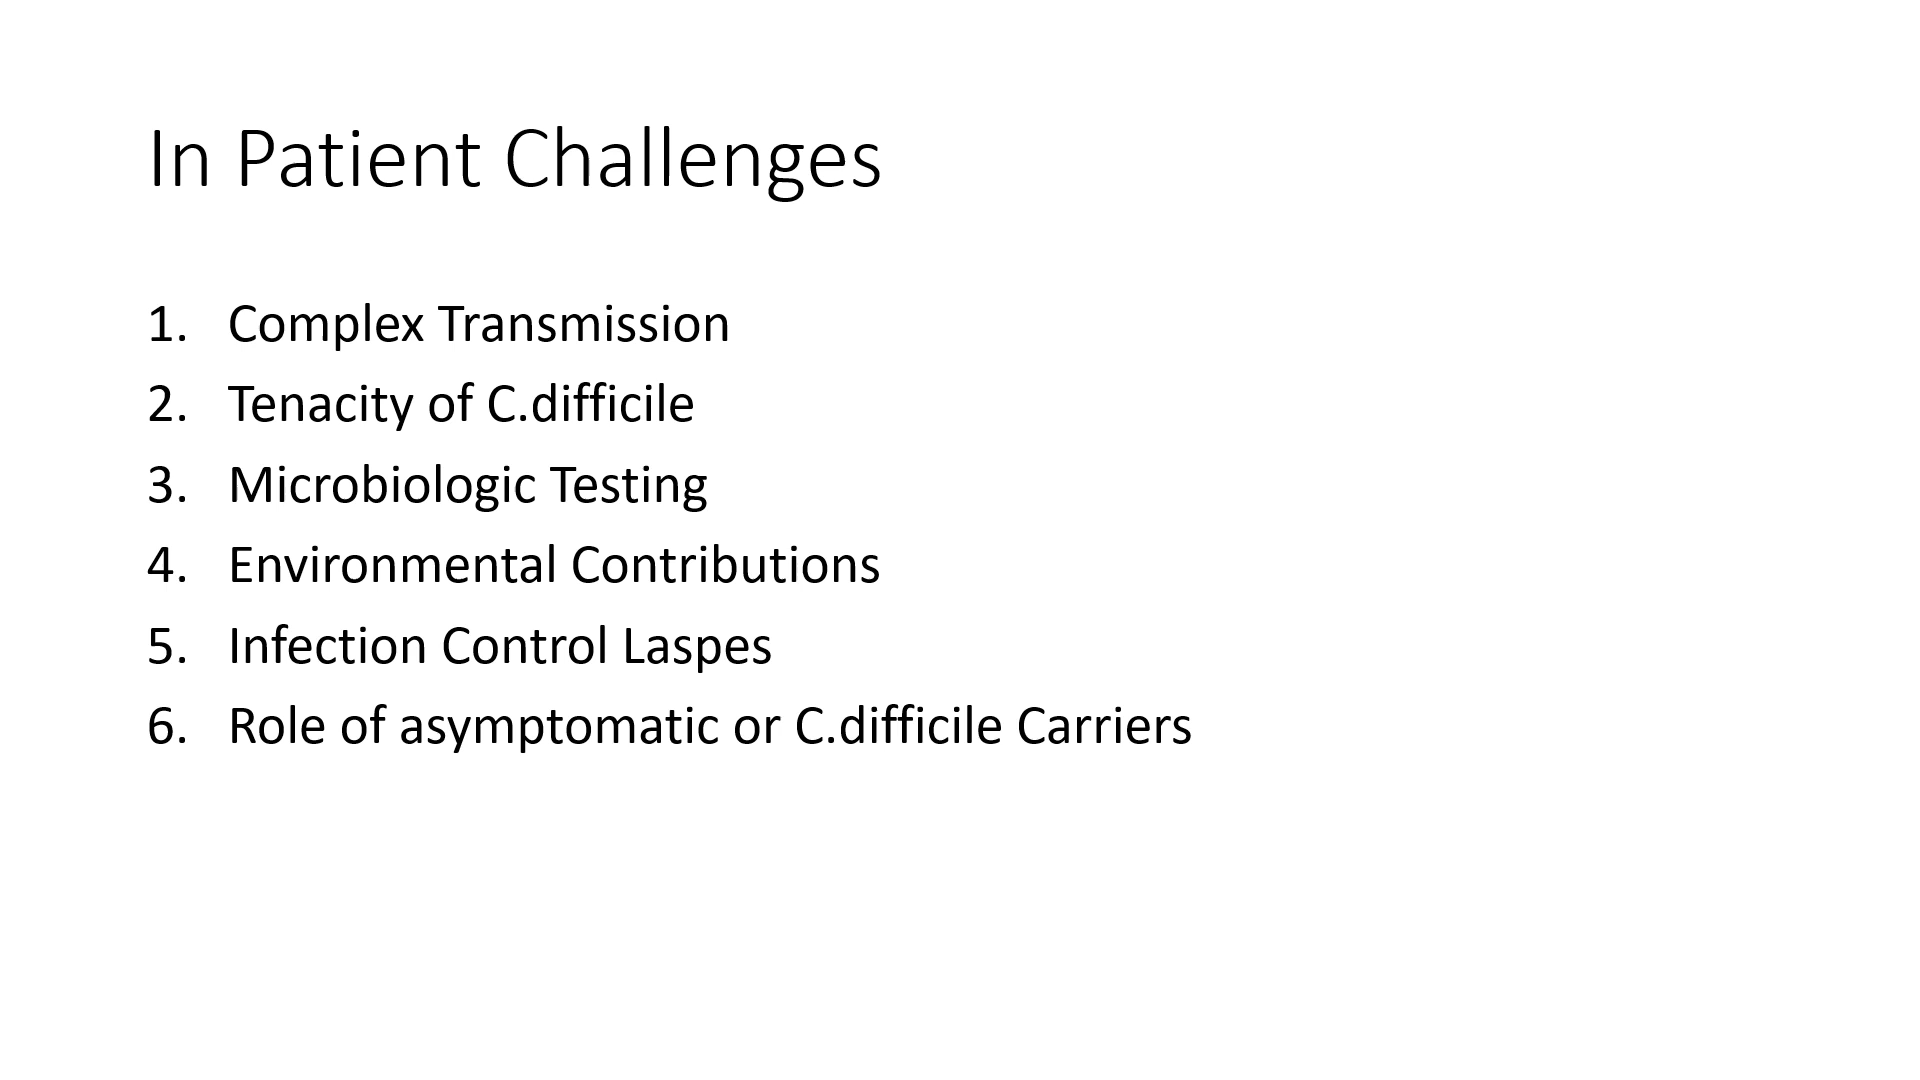 In Patient Challenges
1. Complex Transmission
2. Tenacity of C.difficile
3. Microbiologic Testing
4. Environmental Contributions
5. Infection Control Laspes
6. Role of asymptomatic or C.difficile Carriers